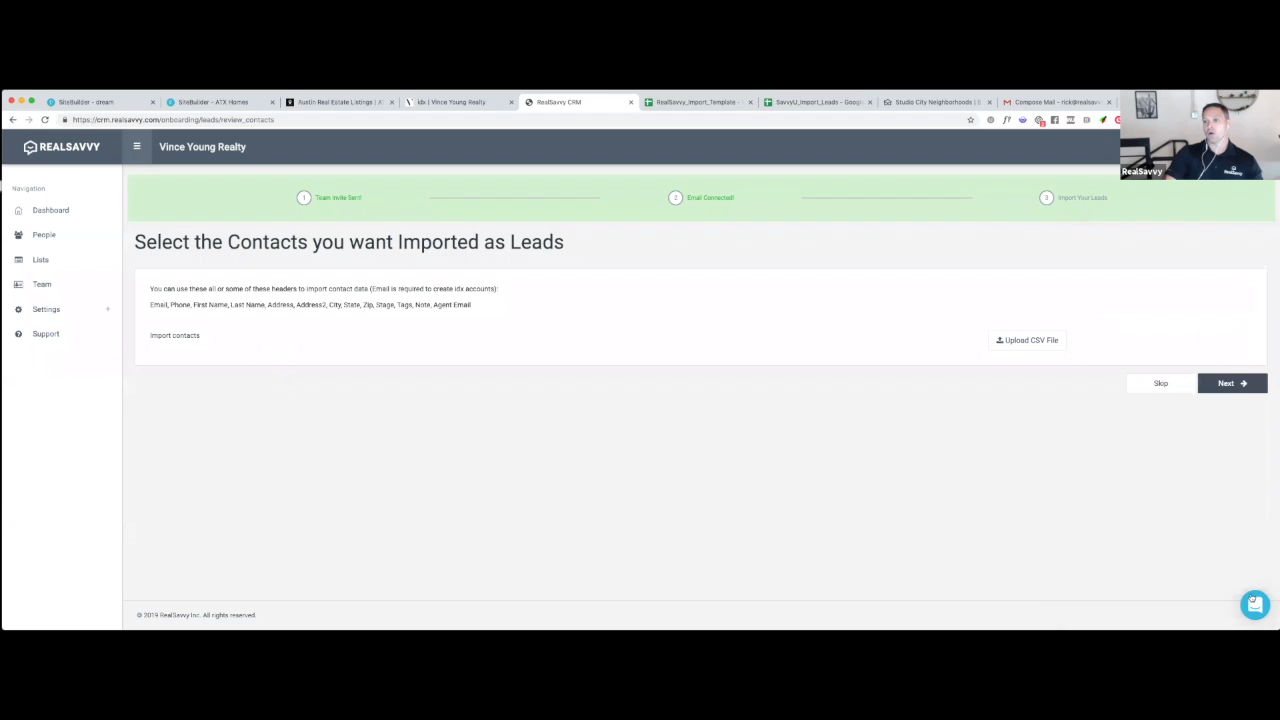 SiteBuilder - dream
SiteBuilder - ATX Homes
Austin Real Estate Listings | AT
idx | Vince Young Realty
RealSavvy CRM
RealSavvy_Import_Template -
SavvyU_Import_Leads - Google
Studio City Neighborhoods | S
Compose Mail - rick@realsavv
https://crm.realsavvy.com/onboarding/leads/review_contacts
REALSAVVY
Vince Young Realty
RealSavvy
Navigation
Dashboard
People
Lists
Team
Settings +
Support
1 Team Invite Sent!
2 Email Connected!
3 Import Your Leads
Select the Contacts you want Imported as Leads
You can use these all or some of these headers to import contact data (Email is required to create idx accounts):
Email, Phone, First Name, Last Name, Address, Address2, City, State, Zip, Stage, Tags, Note, Agent Email
Import contacts
Upload CSV File
Skip
Next
© 2019 RealSavvy Inc. All rights reserved.